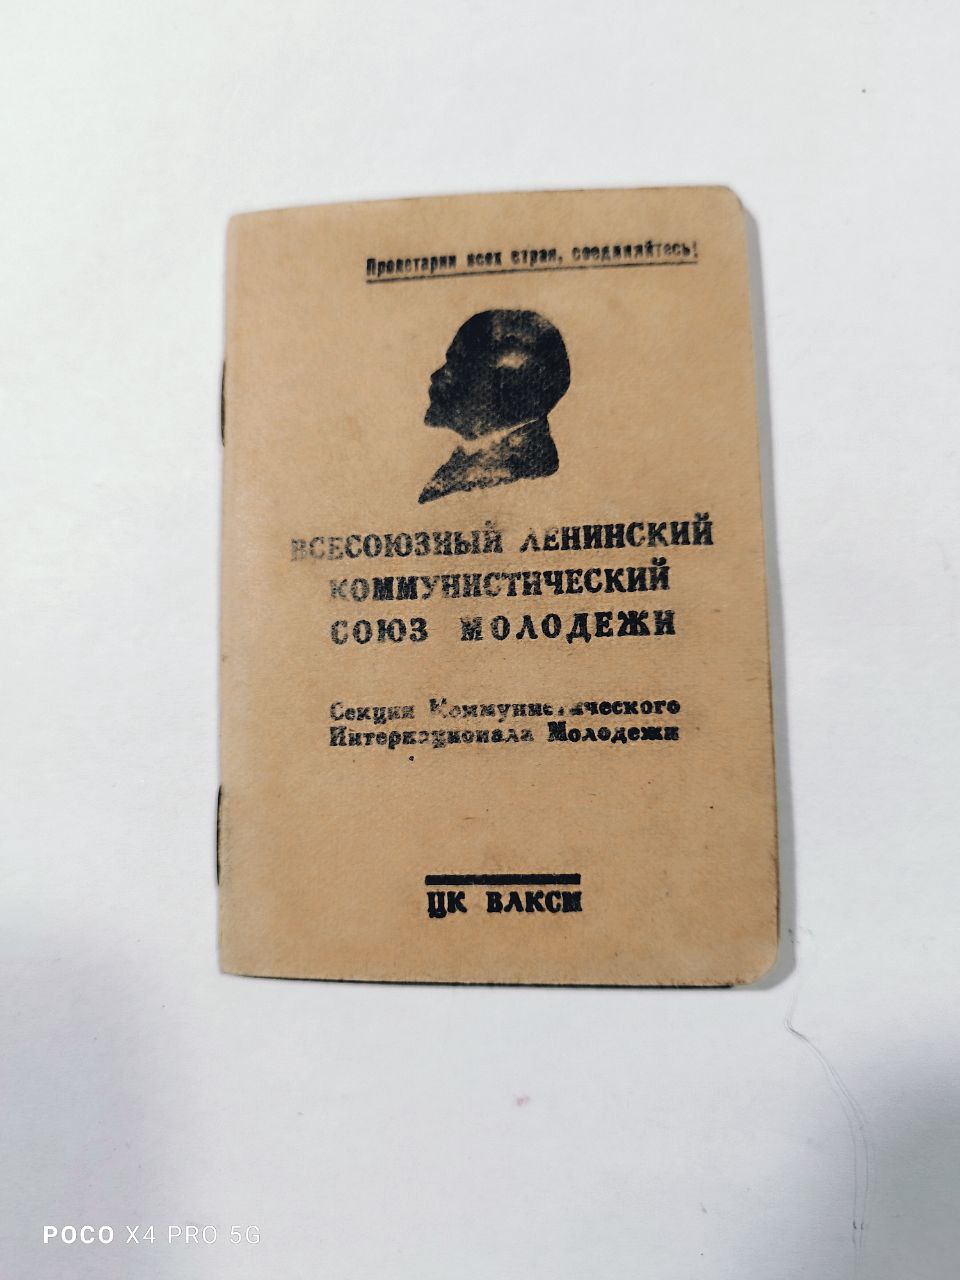 Пролетарии всех стран, соединяйтесь!
ВСЕСОЮЗНЫЙ ЛЕНИНСКИЙ
КОММУНИСТИЧЕСКИЙ
СОЮЗ МОЛОДЕЖИ
Секция Коммунистического
Интернационала Молодежи
ЦК ВЛКСМ
POCO X4 PRO 5G